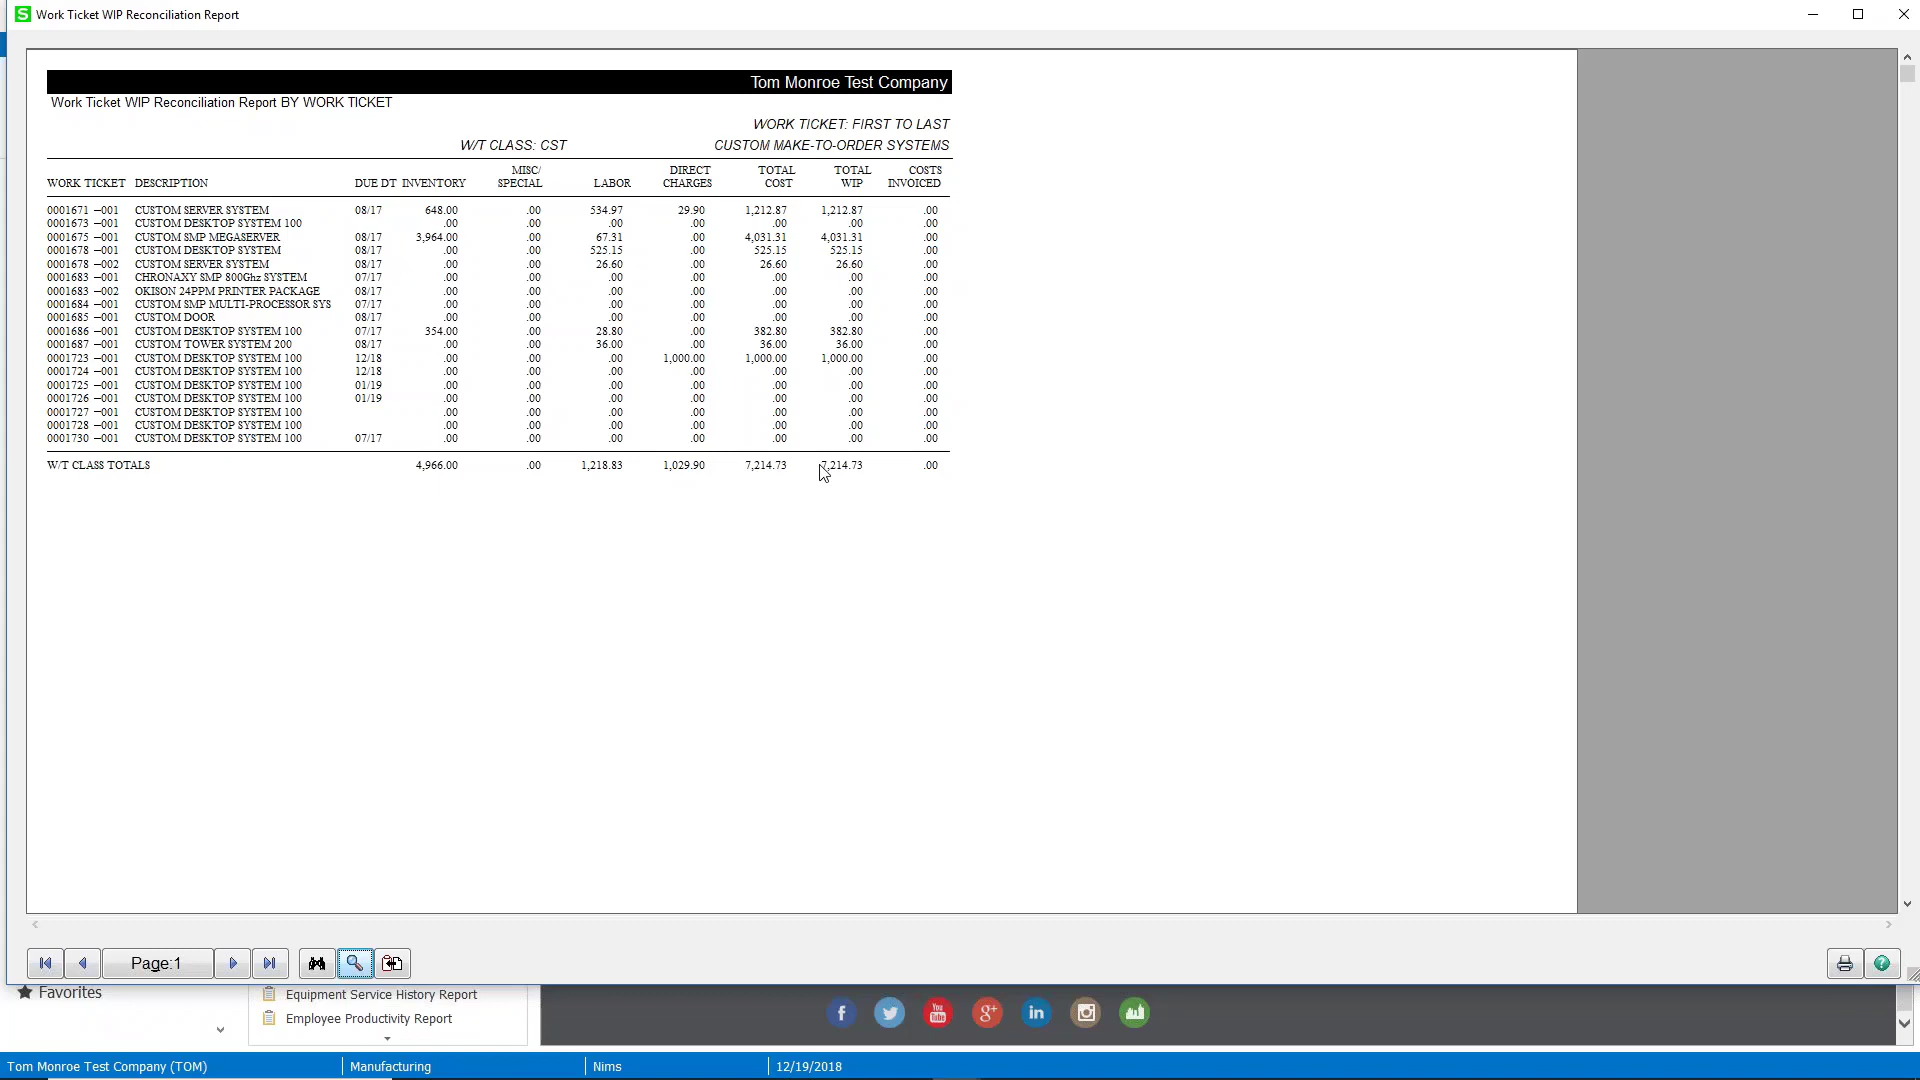 Work Ticket WIP Reconciliation Report
Tom Monroe Test Company
Work Ticket WIP Reconciliation Report BY WORK TICKET
WORK TICKET: FIRST TO LAST
W/T CLASS: CST CUSTOM MAKE-TO-ORDER SYSTEMS
MISC/ DIRECT TOTAL TOTAL COSTS
WORK TICKET DESCRIPTION DUE DT INVENTORY SPECIAL LABOR CHARGES COST WIP INVOICED
0001671 –001 CUSTOM SERVER SYSTEM 08/17 648.00 .00 534.97 29.90 1,212.87 1,212.87 .00
0001673 –001 CUSTOM DESKTOP SYSTEM 100 .00 .00 .00 .00 .00 .00 .00
0001675 –001 CUSTOM SMP MEGASERVER 08/17 3,964.00 .00 67.31 .00 4,031.31 4,031.31 .00
0001678 –001 CUSTOM DESKTOP SYSTEM 08/17 .00 .00 525.15 .00 525.15 525.15 .00
0001678 –002 CUSTOM SERVER SYSTEM 08/17 .00 .00 26.60 .00 26.60 26.60 .00
0001683 –001 CHRONAXY SMP 800Ghz SYSTEM 07/17 .00 .00 .00 .00 .00 .00 .00
0001683 –002 OKISON 24PPM PRINTER PACKAGE 08/17 .00 .00 .00 .00 .00 .00 .00
0001684 –001 CUSTOM SMP MULTI-PROCESSOR SYS 07/17 .00 .00 .00 .00 .00 .00 .00
0001685 –001 CUSTOM DOOR 08/17 .00 .00 .00 .00 .00 .00 .00
0001686 –001 CUSTOM DESKTOP SYSTEM 100 07/17 354.00 .00 28.80 .00 382.80 382.80 .00
0001687 –001 CUSTOM TOWER SYSTEM 200 08/17 .00 .00 36.00 .00 36.00 36.00 .00
0001723 –001 CUSTOM DESKTOP SYSTEM 100 12/18 .00 .00 .00 1,000.00 1,000.00 1,000.00 .00
0001724 –001 CUSTOM DESKTOP SYSTEM 100 12/18 .00 .00 .00 .00 .00 .00 .00
0001725 –001 CUSTOM DESKTOP SYSTEM 100 01/19 .00 .00 .00 .00 .00 .00 .00
0001726 –001 CUSTOM DESKTOP SYSTEM 100 01/19 .00 .00 .00 .00 .00 .00 .00
0001727 –001 CUSTOM DESKTOP SYSTEM 100 .00 .00 .00 .00 .00 .00 .00
0001728 –001 CUSTOM DESKTOP SYSTEM 100 .00 .00 .00 .00 .00 .00 .00
0001730 –001 CUSTOM DESKTOP SYSTEM 100 07/17 .00 .00 .00 .00 .00 .00 .00
W/T CLASS TOTALS 4,966.00 .00 1,218.83 1,029.90 7,214.73 7,214.73 .00
Page:1
Favorites
Equipment Service History Report
Employee Productivity Report
Tom Monroe Test Company (TOM) Manufacturing Nims 12/19/2018